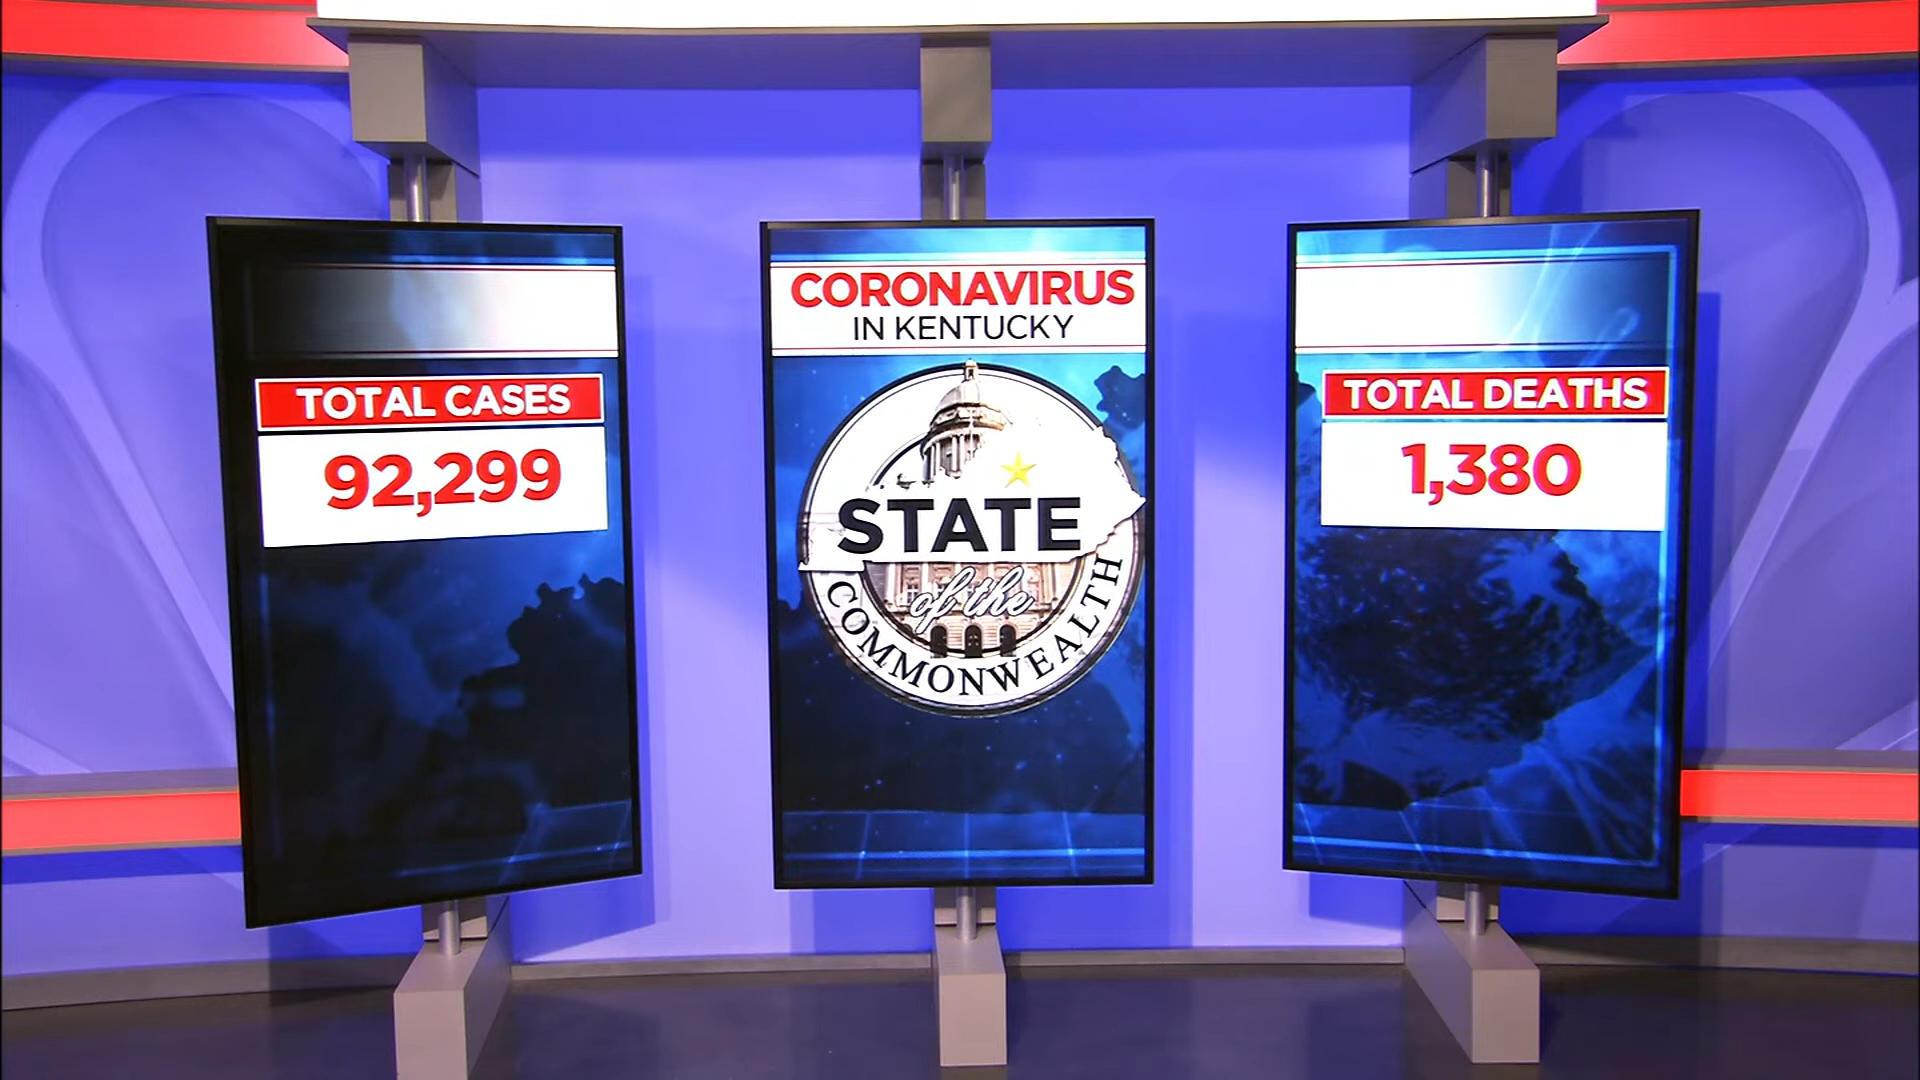 TOTAL CASES
92,299
CORONAVIRUS
IN KENTUCKY
STATE
of the
COMMONWEALTH
TOTAL DEATHS
1,380